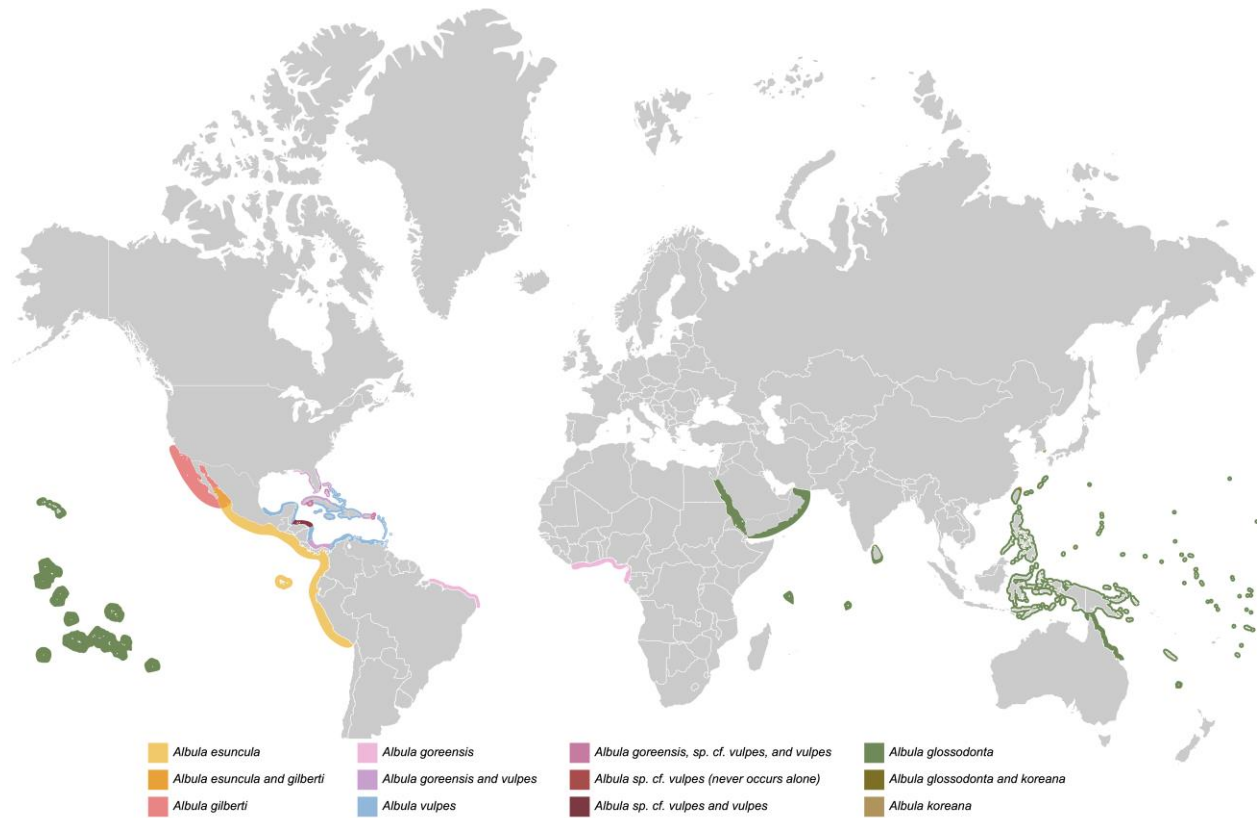 Albula esuncula
Albula esuncula and gilberti
Albula gilberti
Albula goreensis
Albula goreensis and vulpes
Albula vulpes
Albula goreensis, sp. cf. vulpes, and vulpes
Albula sp. cf. vulpes (never occurs alone)
Albula sp. cf. vulpes and vulpes
Albula glossodonta
Albula glossodonta and koreana
Albula koreana